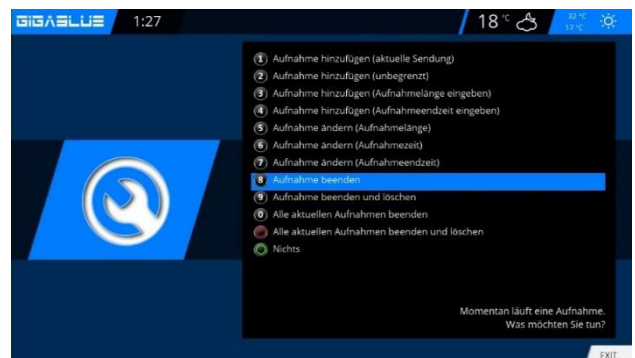 GIGABLUE 1:27 18 °C 32 °C
17 °C
1 Aufnahme hinzufügen (aktuelle Sendung)
2 Aufnahme hinzufügen (unbegrenzt)
3 Aufnahme hinzufügen (Aufnahmelänge eingeben)
4 Aufnahme hinzufügen (Aufnahmeendzeit eingeben)
5 Aufnahme ändern (Aufnahmelänge)
6 Aufnahme ändern (Aufnahmezeit)
7 Aufnahme ändern (Aufnahmeendzeit)
8 Aufnahme beenden
9 Aufnahme beenden und löschen
0 Alle aktuellen Aufnahmen beenden
Alle aktuellen Aufnahmen beenden und löschen
Nichts
Momentan läuft eine Aufnahme.
Was möchten Sie tun?
EXIT